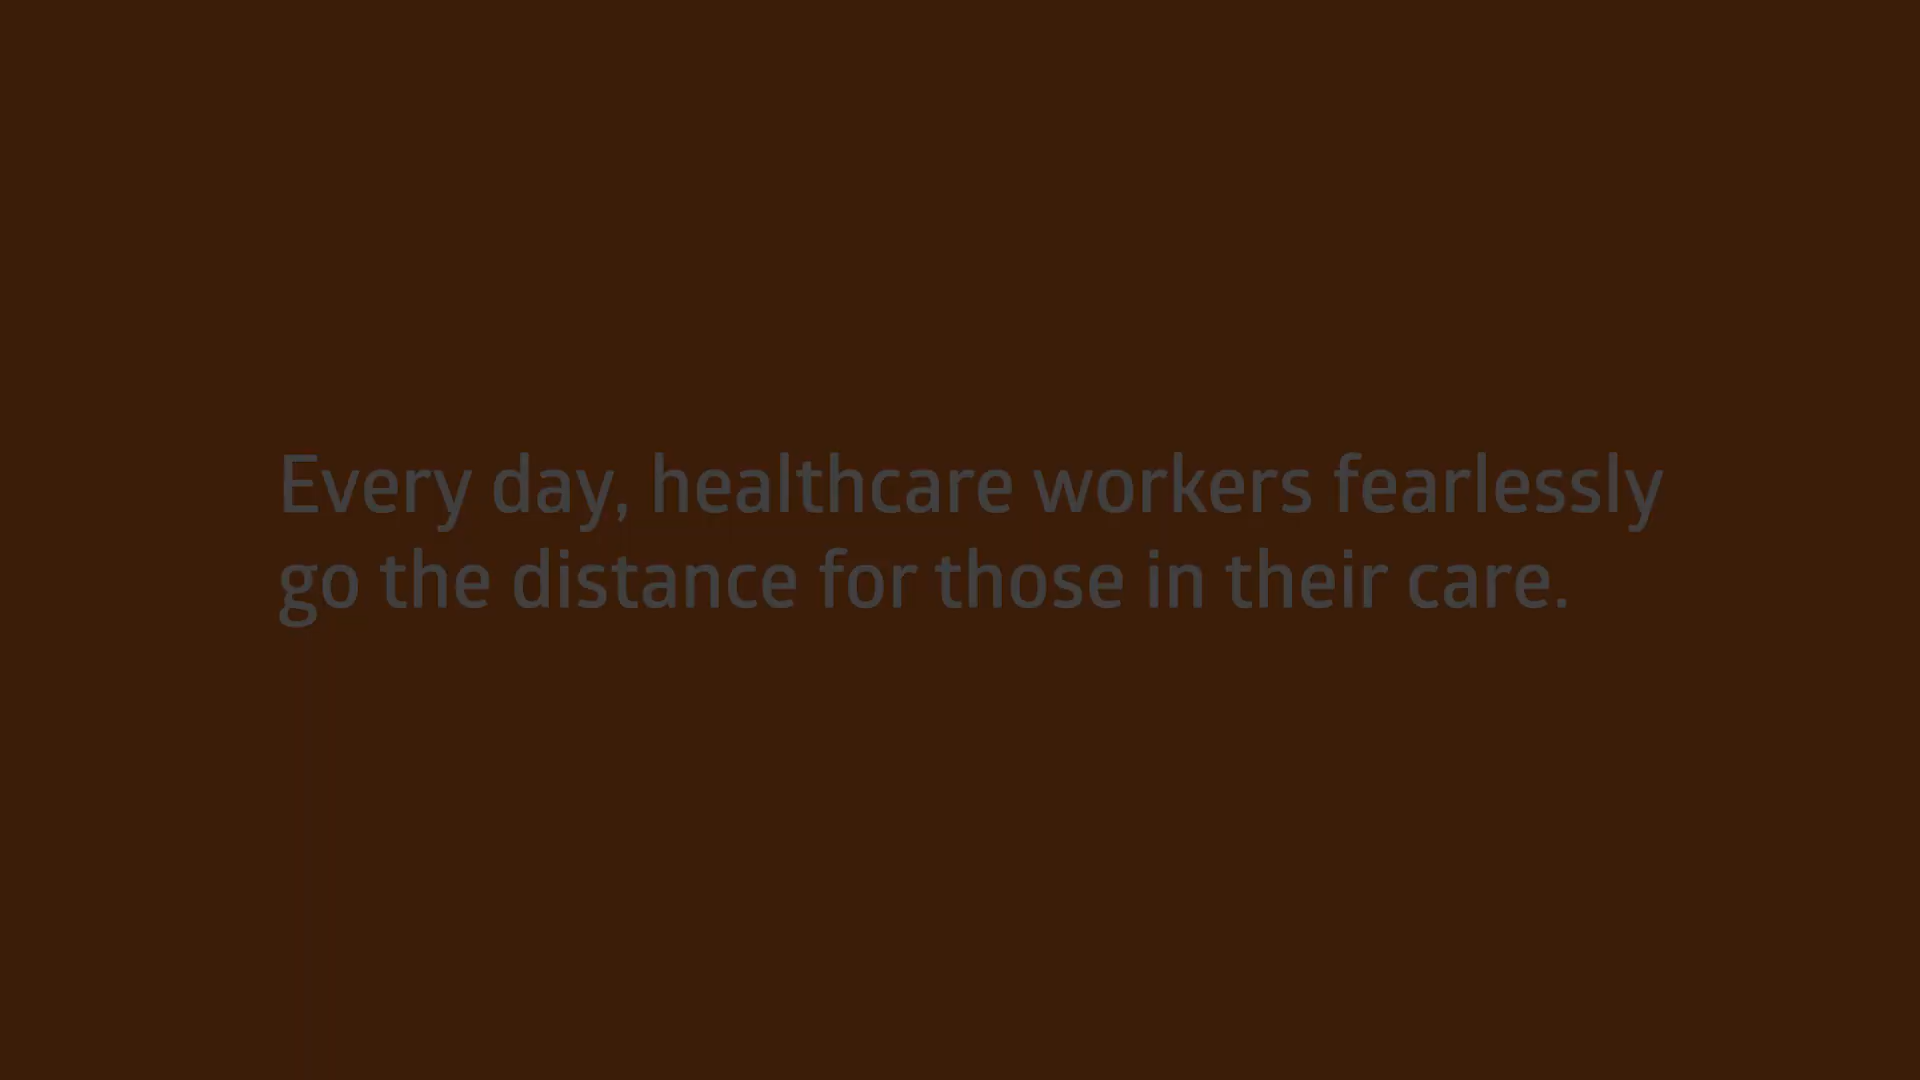 Every day, healthcare workers fearlessly
go the distance for those in their care.